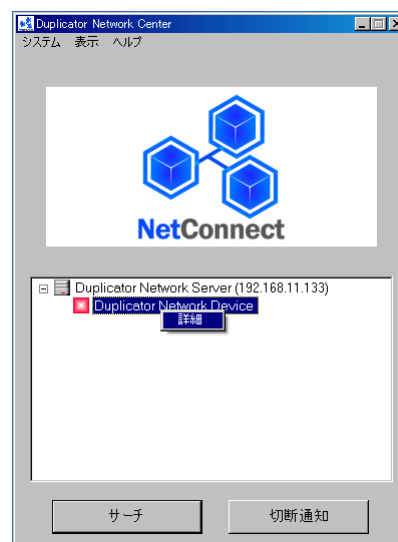 Duplicator Network Center
システム 表示 ヘルプ
NetConnect
Duplicator Network Server (192.168.11.133)
Duplicator Network Device
詳細
サーチ 切断通知